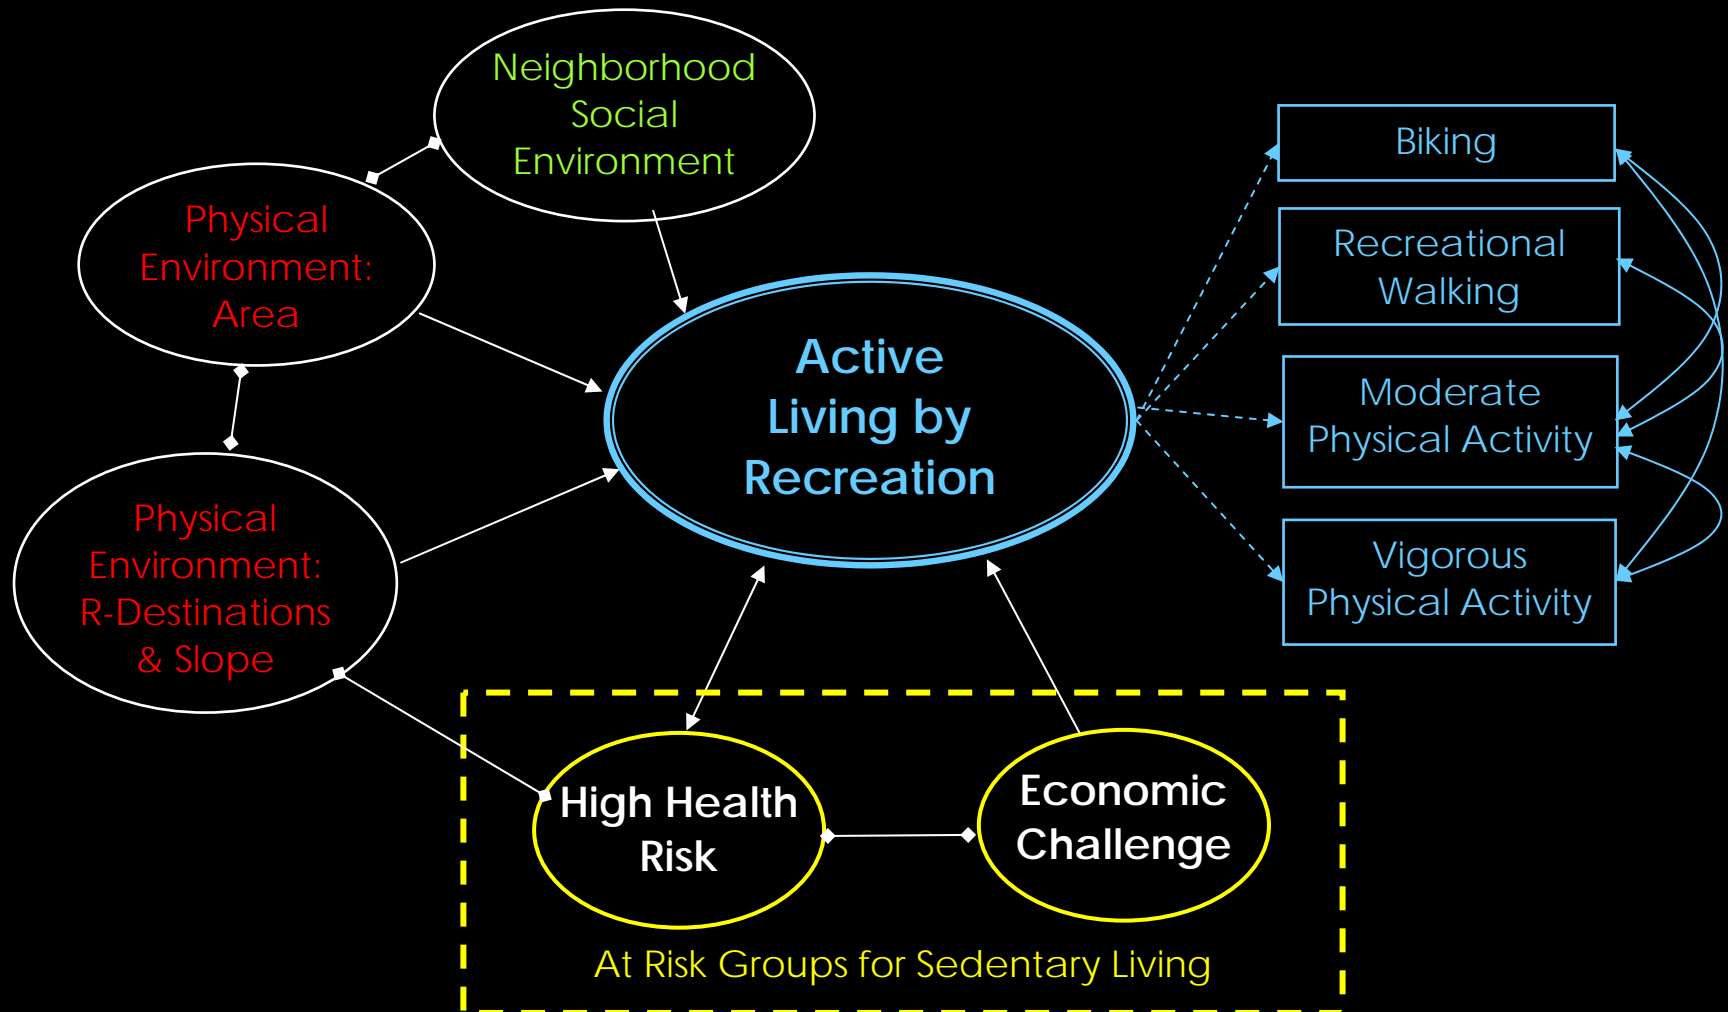 Neighborhood
Social
Environment
Physical
Environment:
Area
Physical
Environment:
R-Destinations
& Slope
Active
Living by
Recreation
Biking
Recreational
Walking
Moderate
Physical Activity
Vigorous
Physical Activity
High Health
Risk
Economic
Challenge
At Risk Groups for Sedentary Living